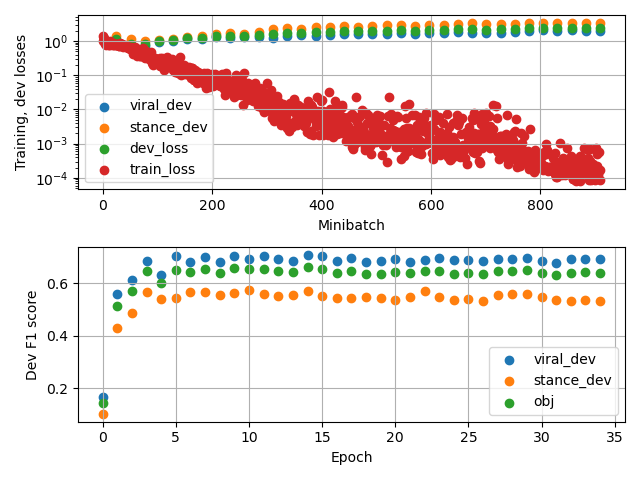 Training, dev losses
10^0
10^−1
10^−2
10^−3
10^−4
viral_dev
stance_dev
dev_loss
train_loss
0 200 400 600 800
Minibatch
Dev F1 score
0.6
0.4
0.2
viral_dev
stance_dev
obj
0 5 10 15 20 25 30 35
Epoch